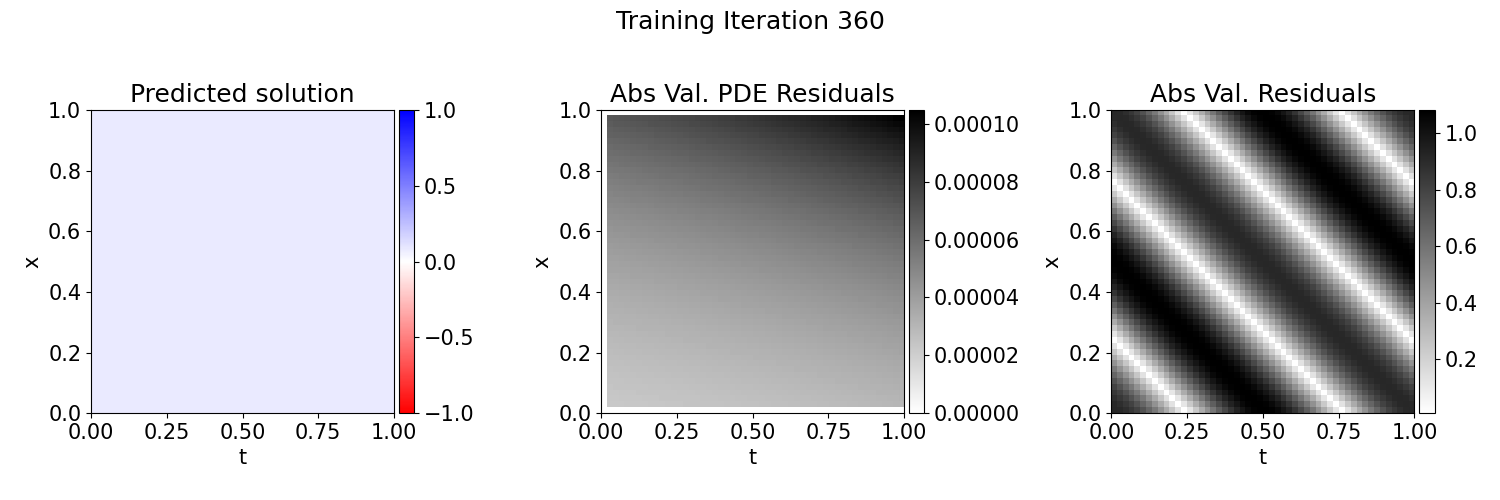 Training Iteration 360
Predicted solution
1.0
0.8
0.6
0.4
0.2
0.0
x
0.00 0.25 0.50 0.75 1.00
t
1.0
0.5
0.0
−0.5
−1.0
Abs Val. PDE Residuals
1.0
0.8
0.6
0.4
0.2
0.0
x
0.00 0.25 0.50 0.75 1.00
t
0.00010
0.00008
0.00006
0.00004
0.00002
0.00000
Abs Val. Residuals
1.0
0.8
0.6
0.4
0.2
0.0
x
0.00 0.25 0.50 0.75 1.00
t
1.0
0.8
0.6
0.4
0.2